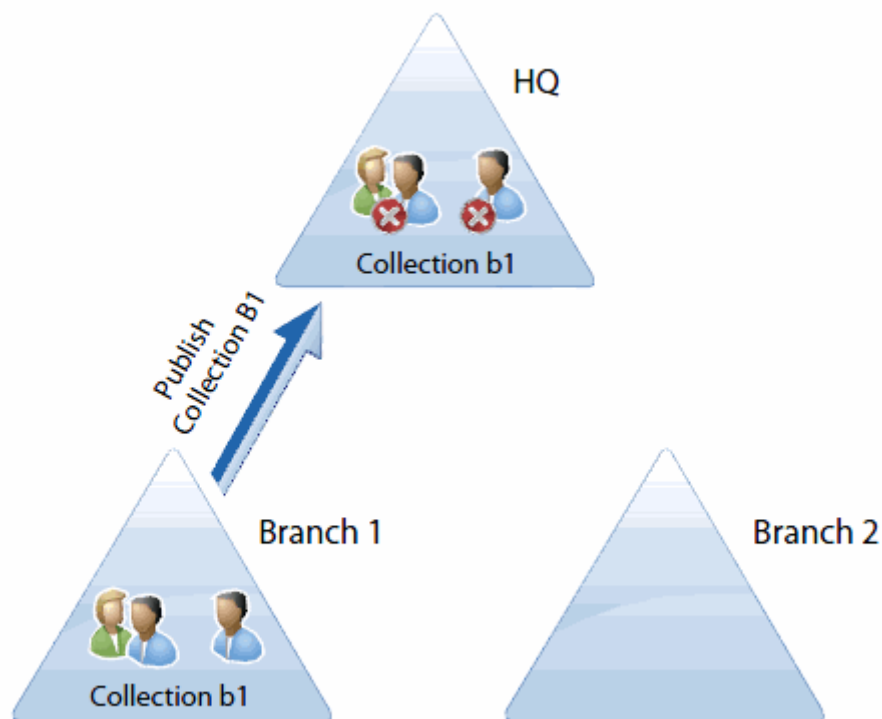 HQ
Collection b1
Publish
Collection B1
Branch 1
Branch 2
Collection b1